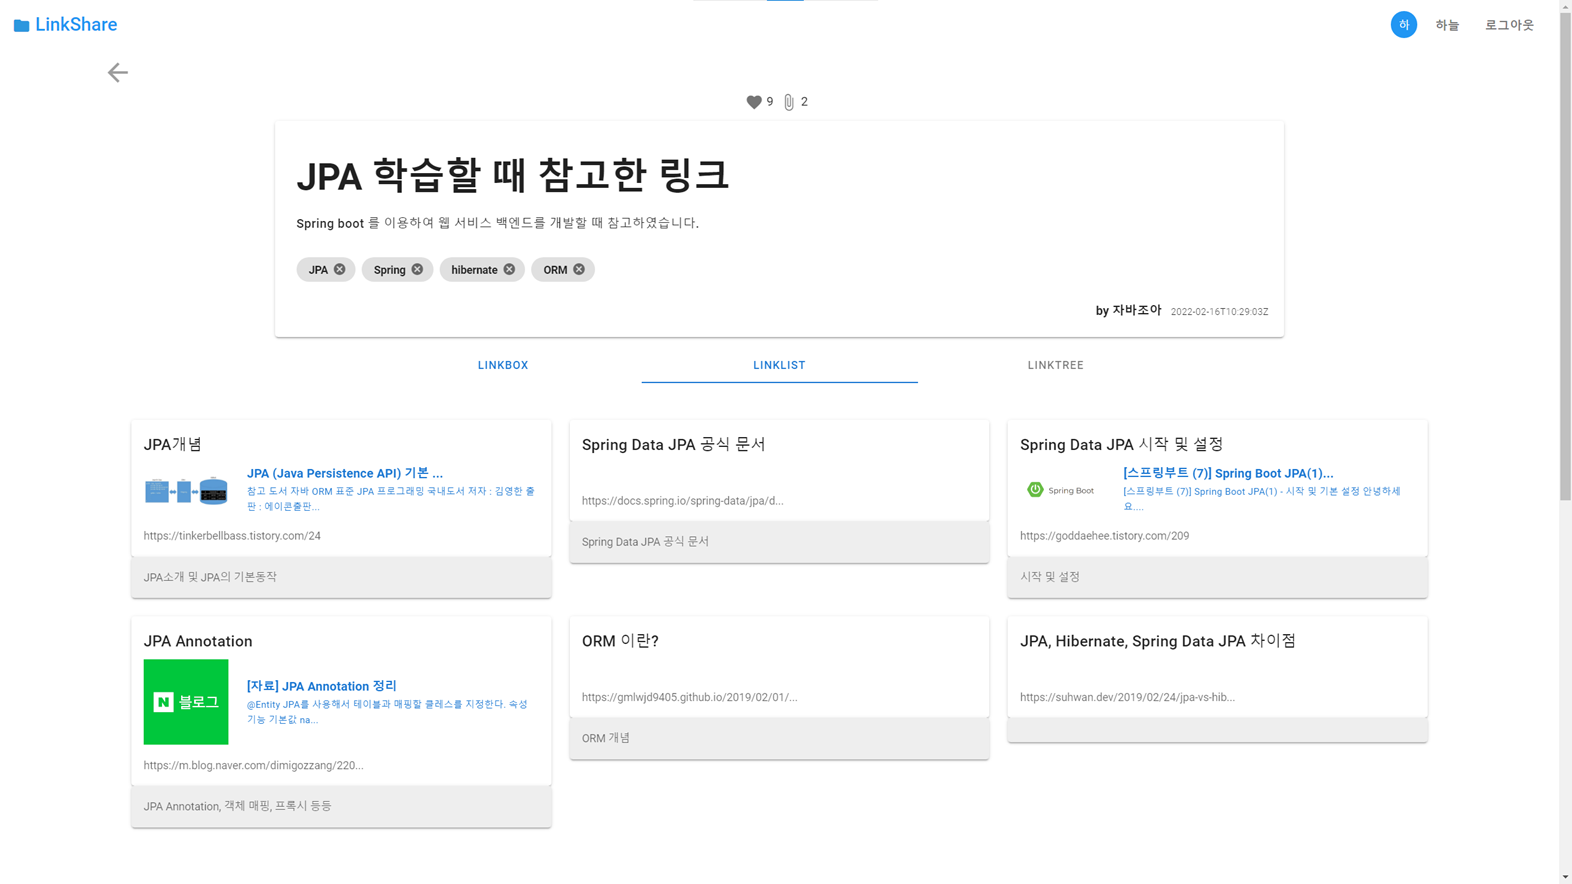 LinkShare
하
하늘
로그아웃
9
2
JPA 학습할 때 참고한 링크
Spring boot 를 이용하여 웹 서비스 백엔드를 개발할 때 참고하였습니다.
JPA
Spring
hibernate
ORM
by 자바조아 2022-02-16T10:29:03Z
LINKBOX
LINKLIST
LINKTREE
JPA개념
JPA (Java Persistence API) 기본 ...
참고 도서 자바 ORM 표준 JPA 프로그래밍 국내도서 저자 : 김영한 출
판 : 에이콘출판...
https://tinkerbellbass.tistory.com/24
JPA소개 및 JPA의 기본동작
Spring Data JPA 공식 문서
https://docs.spring.io/spring-data/jpa/d...
Spring Data JPA 공식 문서
Spring Data JPA 시작 및 설정
Spring Boot
[스프링부트 (7)] Spring Boot JPA(1)...
[스프링부트 (7)] Spring Boot JPA(1) - 시작 및 기본 설정 안녕하세
요....
https://goddaehee.tistory.com/209
시작 및 설정
JPA Annotation
N 블로그
[자료] JPA Annotation 정리
@Entity JPA를 사용해서 테이블과 매핑할 클레스를 지정한다. 속성
기능 기본값 na...
https://m.blog.naver.com/dimigozzang/220...
JPA Annotation, 객체 매핑, 프록시 등등
ORM 이란?
https://gmlwjd9405.github.io/2019/02/01/...
ORM 개념
JPA, Hibernate, Spring Data JPA 차이점
https://suhwan.dev/2019/02/24/jpa-vs-hib...